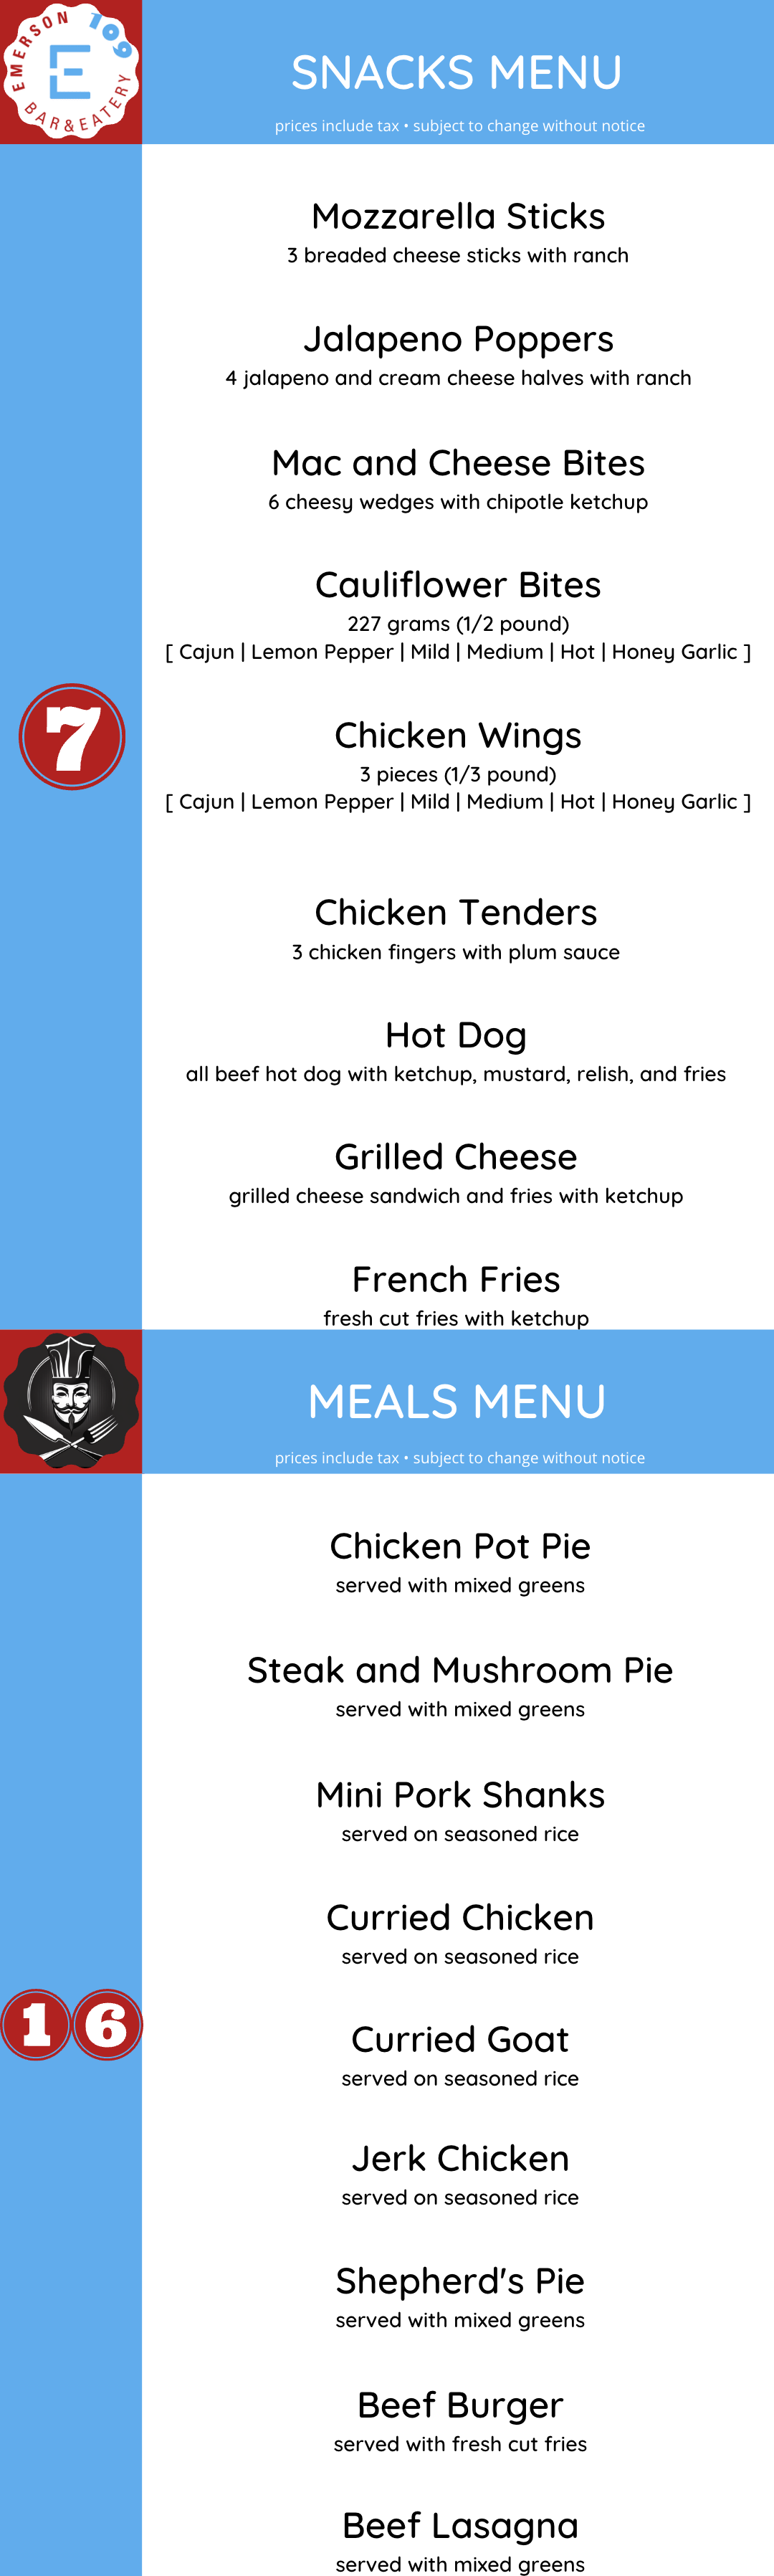 EMERSON 109
E
BAR & EATERY
SNACKS MENU
prices include tax • subject to change without notice
Mozzarella Sticks
3 breaded cheese sticks with ranch
Jalapeno Poppers
4 jalapeno and cream cheese halves with ranch
Mac and Cheese Bites
6 cheesy wedges with chipotle ketchup
Cauliflower Bites
227 grams (1/2 pound)
[ Cajun | Lemon Pepper | Mild | Medium | Hot | Honey Garlic ]
7
Chicken Wings
3 pieces (1/3 pound)
[ Cajun | Lemon Pepper | Mild | Medium | Hot | Honey Garlic ]
Chicken Tenders
3 chicken fingers with plum sauce
Hot Dog
all beef hot dog with ketchup, mustard, relish, and fries
Grilled Cheese
grilled cheese sandwich and fries with ketchup
French Fries
fresh cut fries with ketchup
MEALS MENU
prices include tax • subject to change without notice
Chicken Pot Pie
served with mixed greens
Steak and Mushroom Pie
served with mixed greens
Mini Pork Shanks
served on seasoned rice
Curried Chicken
served on seasoned rice
16
Curried Goat
served on seasoned rice
Jerk Chicken
served on seasoned rice
Shepherd's Pie
served with mixed greens
Beef Burger
served with fresh cut fries
Beef Lasagna
served with mixed greens